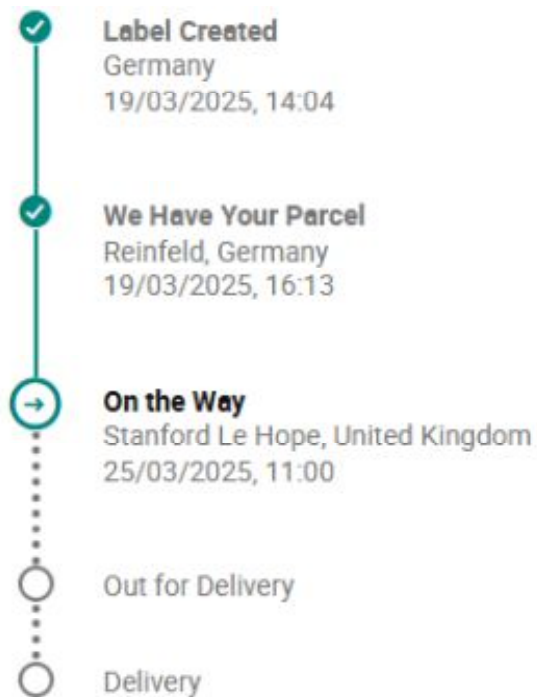 Label Created
Germany
19/03/2025, 14:04
We Have Your Parcel
Reinfeld, Germany
19/03/2025, 16:13
On the Way
Stanford Le Hope, United Kingdom
25/03/2025, 11:00
Out for Delivery
Delivery